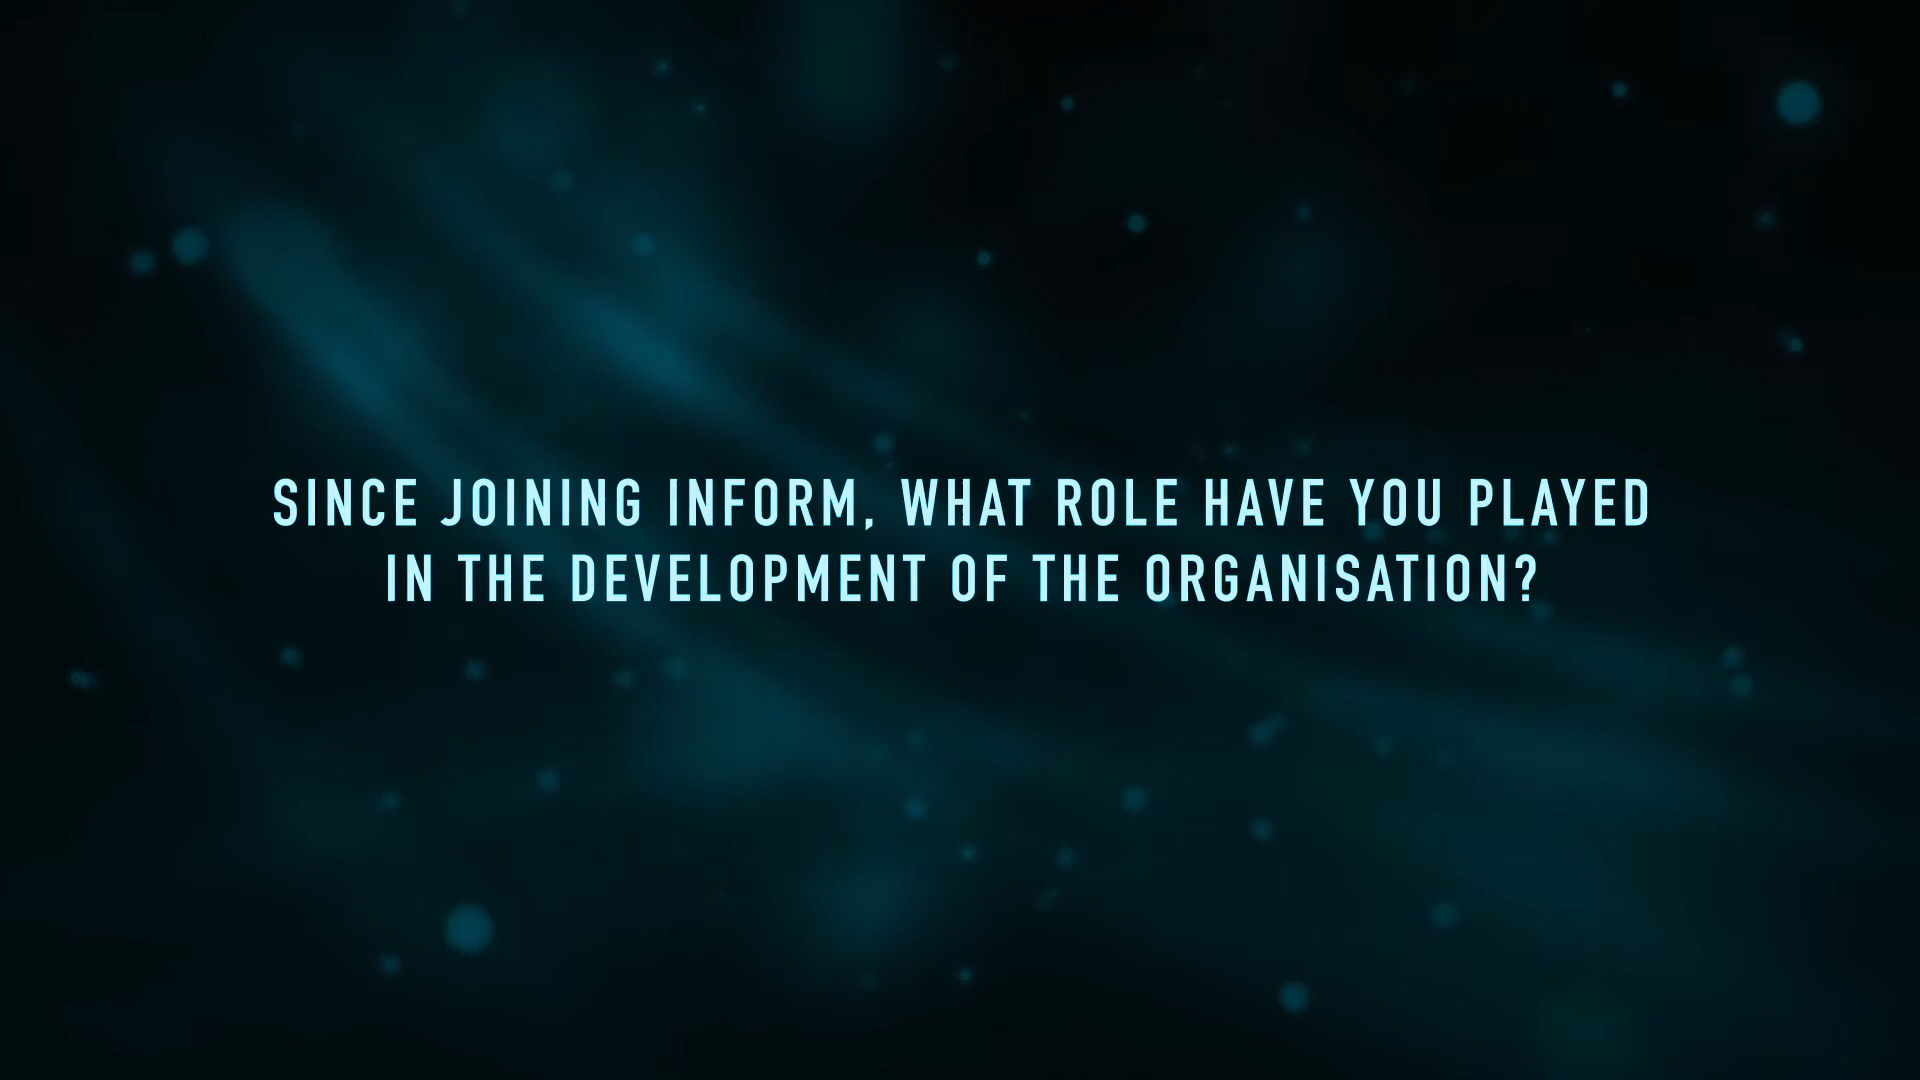 SINCE JOINING INFORM, WHAT ROLE HAVE YOU PLAYED
IN THE DEVELOPMENT OF THE ORGANISATION?